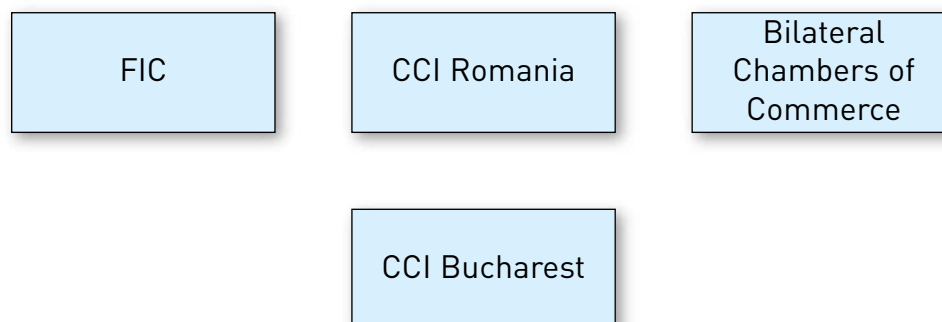 FIC
CCI Romania
Bilateral
Chambers of
Commerce
CCI Bucharest